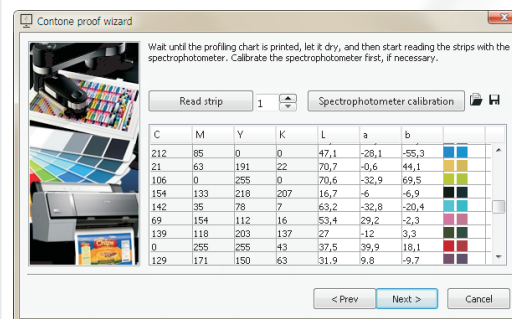 Contone proof wizard
Wait until the profiling chart is printed, let it dry, and then start reading the strips with the
spectrophotometer. Calibrate the spectrophotometer first, if necessary.
Read strip 1 Spectrophotometer calibration
C M Y K L a b
212 85 0 0 47,1 -28,1 -55,3
21 63 191 22 70,7 -0,6 44,1
106 0 255 0 70,6 -32,9 69,5
154 133 218 207 16,7 -6 -6,9
142 35 78 7 63,2 -32,8 -20,4
69 154 112 16 53,4 29,2 -2,3
139 118 203 137 27 -12 3,3
0 255 255 43 37,5 39,9 18,1
129 171 150 63 31,9 9,8 -9,7
< Prev Next > Cancel